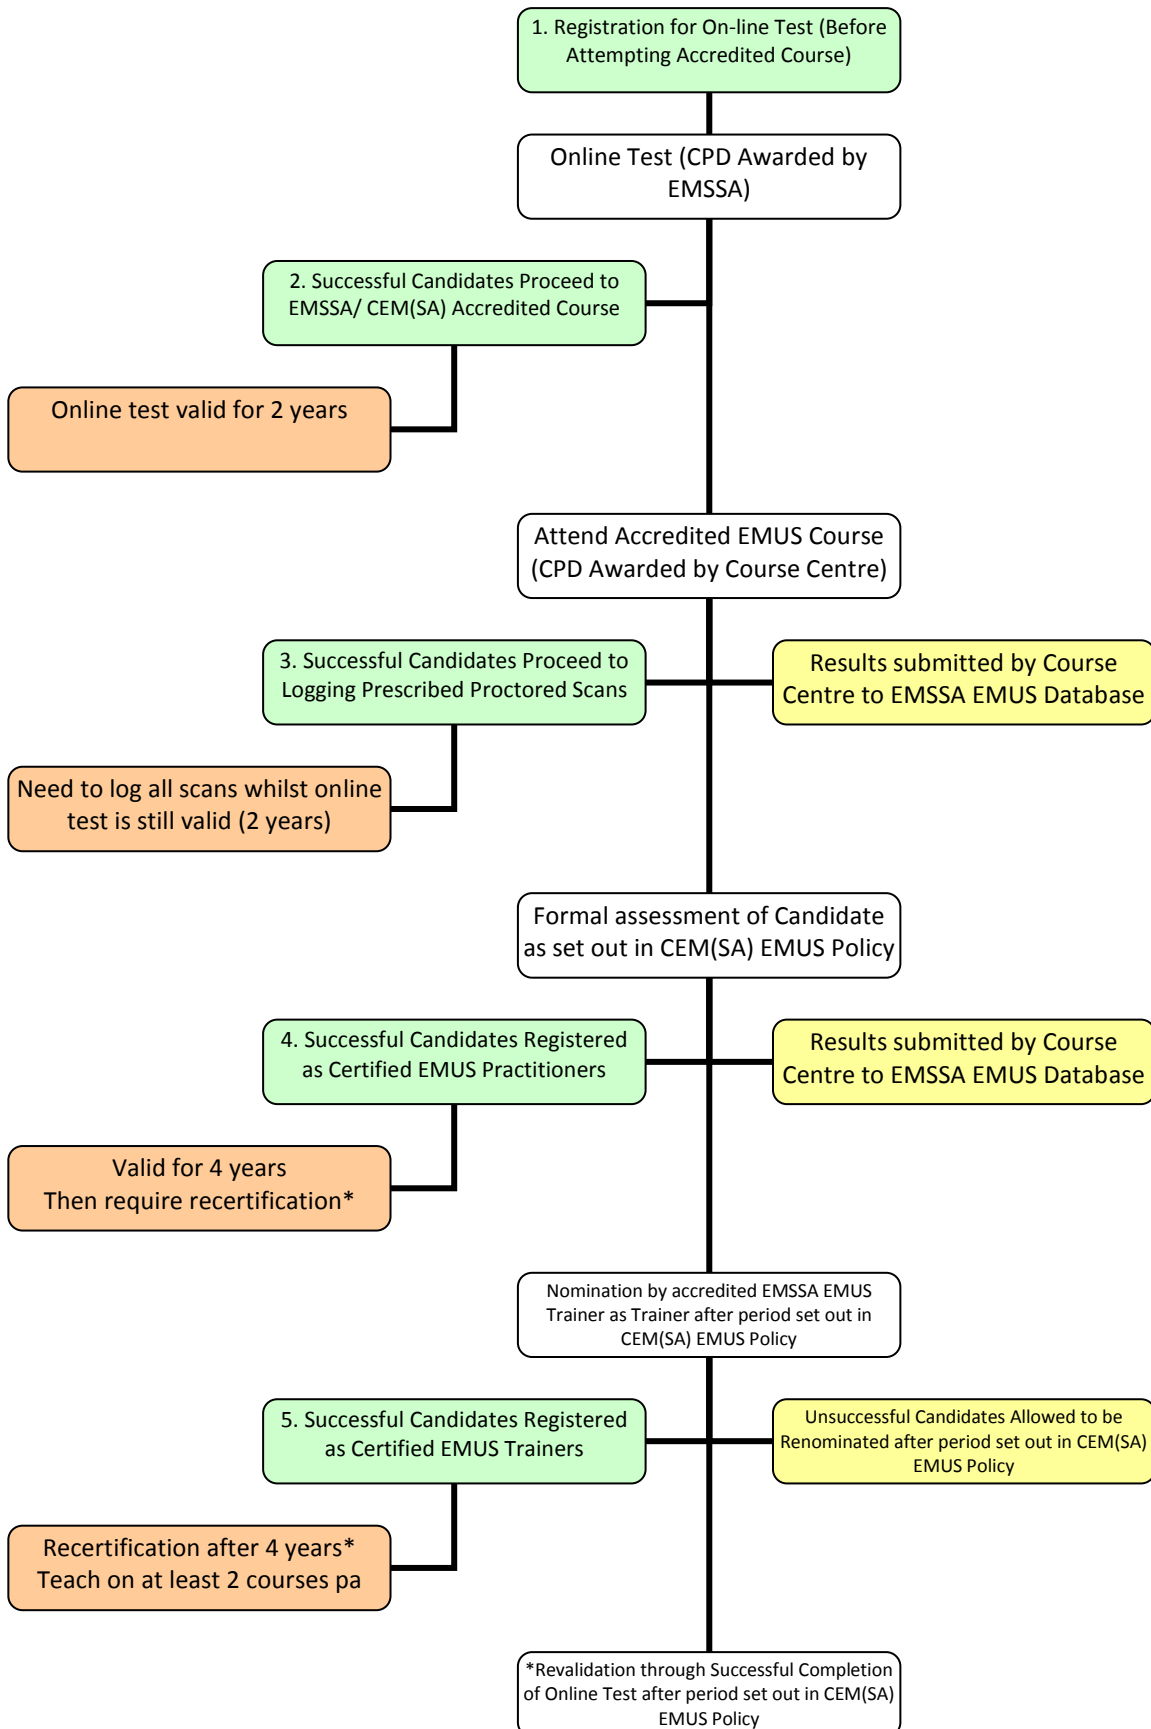 1. Registration for On-line Test (Before
Attempting Accredited Course)
Online Test (CPD Awarded by
EMSSA)
2. Successful Candidates Proceed to
EMSSA/ CEM(SA) Accredited Course
Online test valid for 2 years
Attend Accredited EMUS Course
(CPD Awarded by Course Centre)
3. Successful Candidates Proceed to
Logging Prescribed Proctored Scans
Results submitted by Course
Centre to EMSSA EMUS Database
Need to log all scans whilst online
test is still valid (2 years)
Formal assessment of Candidate
as set out in CEM(SA) EMUS Policy
4. Successful Candidates Registered
as Certified EMUS Practitioners
Results submitted by Course
Centre to EMSSA EMUS Database
Valid for 4 years
Then require recertification*
Nomination by accredited EMSSA EMUS
Trainer as Trainer after period set out in
CEM(SA) EMUS Policy
5. Successful Candidates Registered
as Certified EMUS Trainers
Unsuccessful Candidates Allowed to be
Renominated after period set out in CEM(SA)
EMUS Policy
Recertification after 4 years*
Teach on at least 2 courses pa
*Revalidation through Successful Completion
of Online Test after period set out in CEM(SA)
EMUS Policy